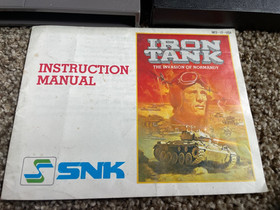 INSTRUCTION
MANUAL
SNK
IRON
TANK
THE INVASION OF NORMANDY